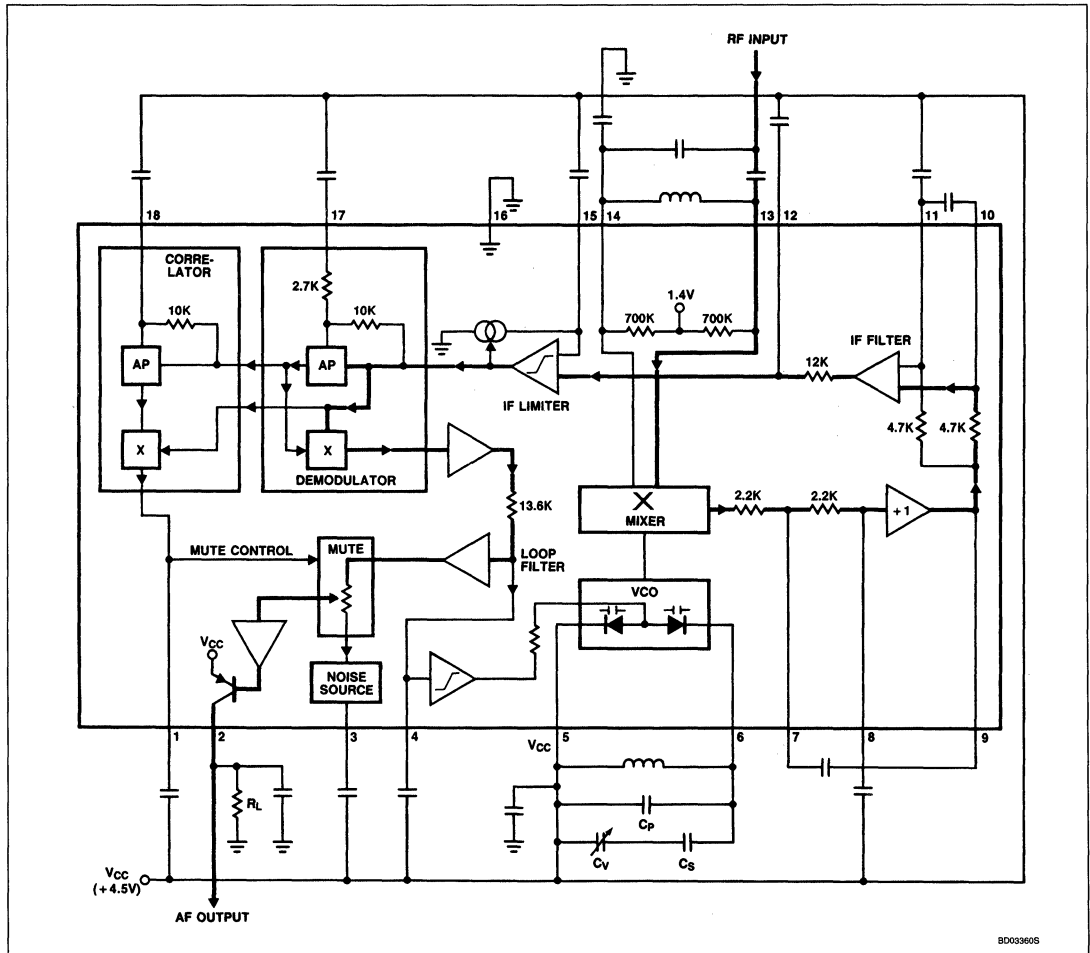 RF INPUT
18
17
16
15
14
13
12
11
10
CORRE-
LATOR
2.7K
10K
10K
1.4V
700K
700K
AP
AP
IF FILTER
12K
IF LIMITER
4.7K
4.7K
X
X
DEMODULATOR
X
MIXER
2.2K
2.2K
+1
13.6K
MUTE CONTROL
MUTE
LOOP
FILTER
VCO
VCC
NOISE
SOURCE
1
2
3
4
5
6
7
8
9
VCC
RL
CP
CV
CS
VCC
(+4.5V)
AF OUTPUT
BD03360S